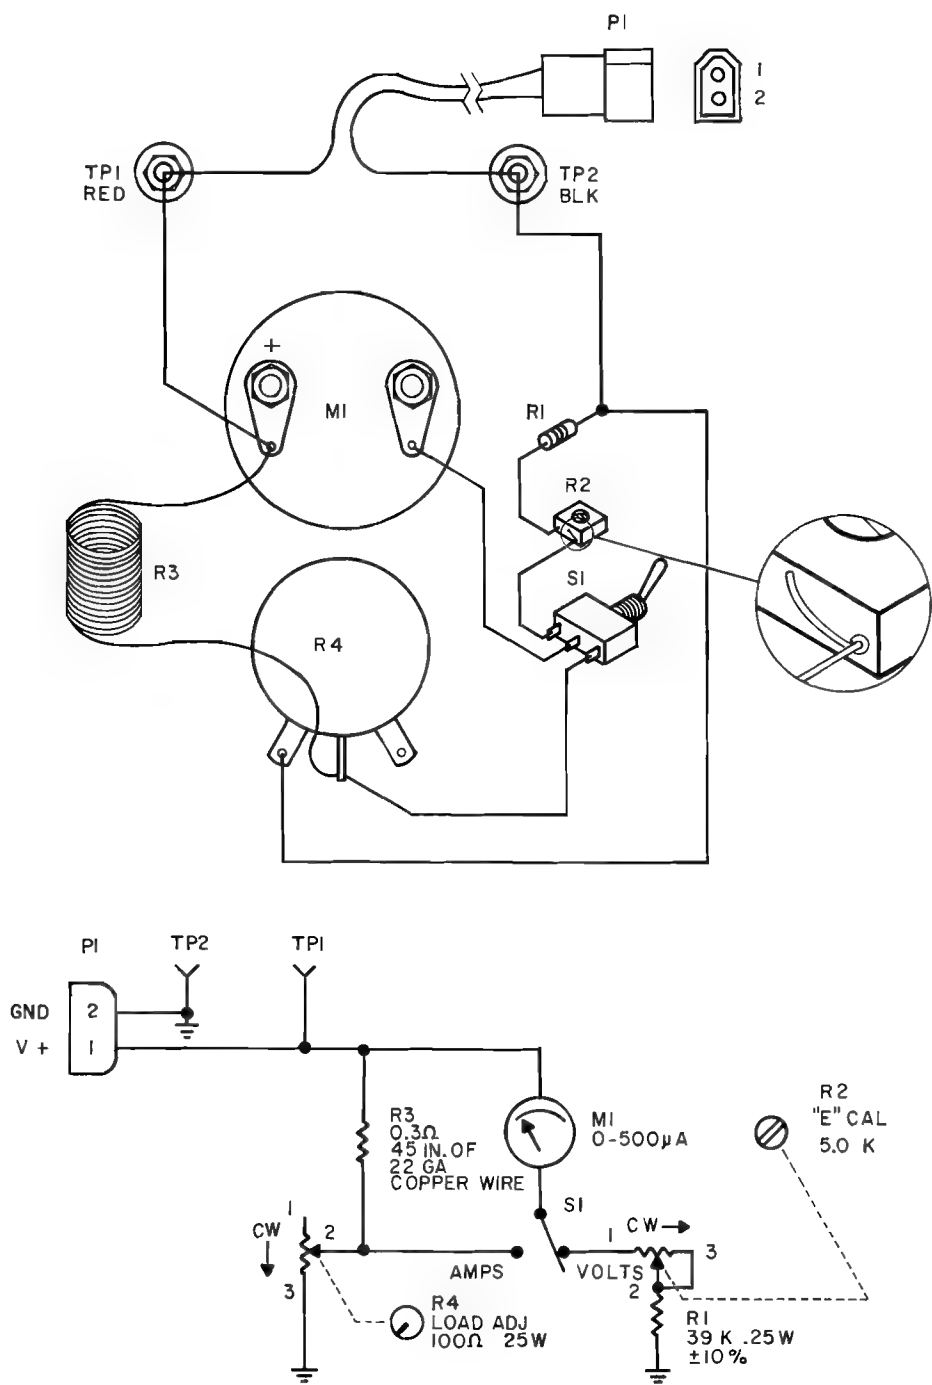 P1
1
2
TP1
RED
TP2
BLK
+
M1
R1
R2
R3
S1
R4
P1
TP2
TP1
GND
2
V +
1
R3
0.3Ω
45 IN. OF
22 GA
COPPER WIRE
M1
0-500µA
R2
"E" CAL
5.0 K
S1
CW
1
2
3
CW
1
3
AMPS
VOLTS
2
R4
LOAD ADJ
100Ω 25W
R1
39 K .25W
±10%